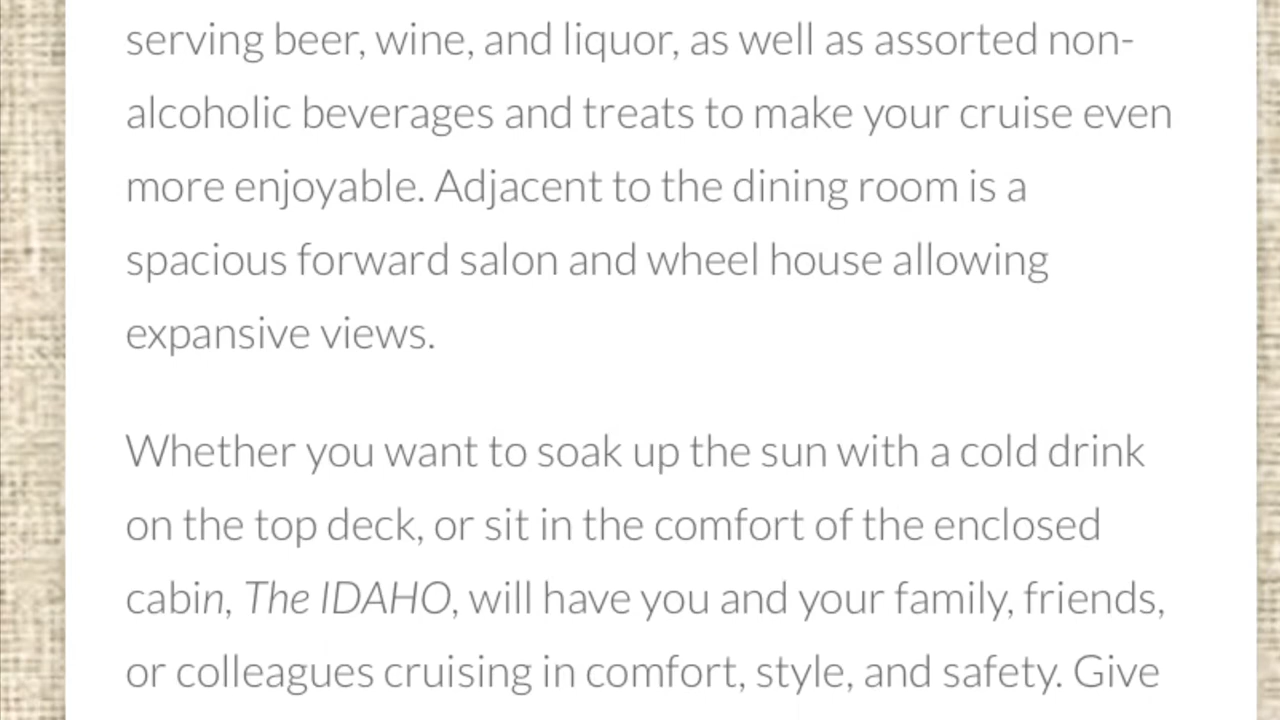 serving beer, wine, and liquor, as well as assorted non-
alcoholic beverages and treats to make your cruise even
more enjoyable. Adjacent to the dining room is a
spacious forward salon and wheel house allowing
expansive views.
Whether you want to soak up the sun with a cold drink
on the top deck, or sit in the comfort of the enclosed
cabin, The IDAHO, will have you and your family, friends,
or colleagues cruising in comfort, style, and safety. Give